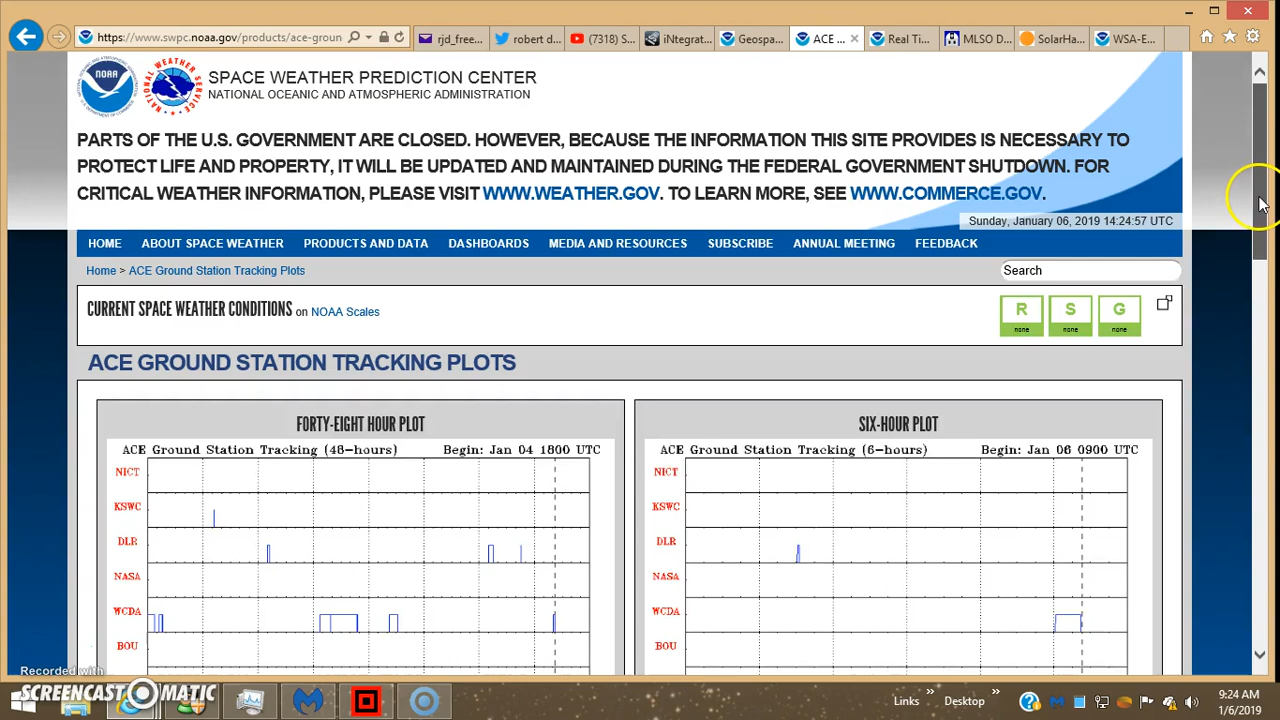 https://www.swpc.noaa.gov/products/ace-groun
rjd_free...
robert d...
(7318) S...
iNtegrat...
Geospa...
ACE ...
Real Ti...
MLSO D...
SolarHa...
WSA-E...
NOAA
NATIONAL WEATHER SERVICE
SPACE WEATHER PREDICTION CENTER
NATIONAL OCEANIC AND ATMOSPHERIC ADMINISTRATION
PARTS OF THE U.S. GOVERNMENT ARE CLOSED. HOWEVER, BECAUSE THE INFORMATION THIS SITE PROVIDES IS NECESSARY TO
PROTECT LIFE AND PROPERTY, IT WILL BE UPDATED AND MAINTAINED DURING THE FEDERAL GOVERNMENT SHUTDOWN. FOR
CRITICAL WEATHER INFORMATION, PLEASE VISIT WWW.WEATHER.GOV. TO LEARN MORE, SEE WWW.COMMERCE.GOV.
Sunday, January 06, 2019 14:24:57 UTC
HOME ABOUT SPACE WEATHER PRODUCTS AND DATA DASHBOARDS MEDIA AND RESOURCES SUBSCRIBE ANNUAL MEETING FEEDBACK
Home > ACE Ground Station Tracking Plots
Search
CURRENT SPACE WEATHER CONDITIONS on NOAA Scales
R S G
none none none
ACE GROUND STATION TRACKING PLOTS
FORTY-EIGHT HOUR PLOT
ACE Ground Station Tracking (48-hours) Begin: Jan 04 1800 UTC
NICT
KSWC
DLR
NASA
WCDA
BOU
SIX-HOUR PLOT
ACE Ground Station Tracking (6-hours) Begin: Jan 06 0900 UTC
NICT
KSWC
DLR
NASA
WCDA
BOU
Recorded with
SCREENCAST MATIC
Links
Desktop
9:24 AM
1/6/2019